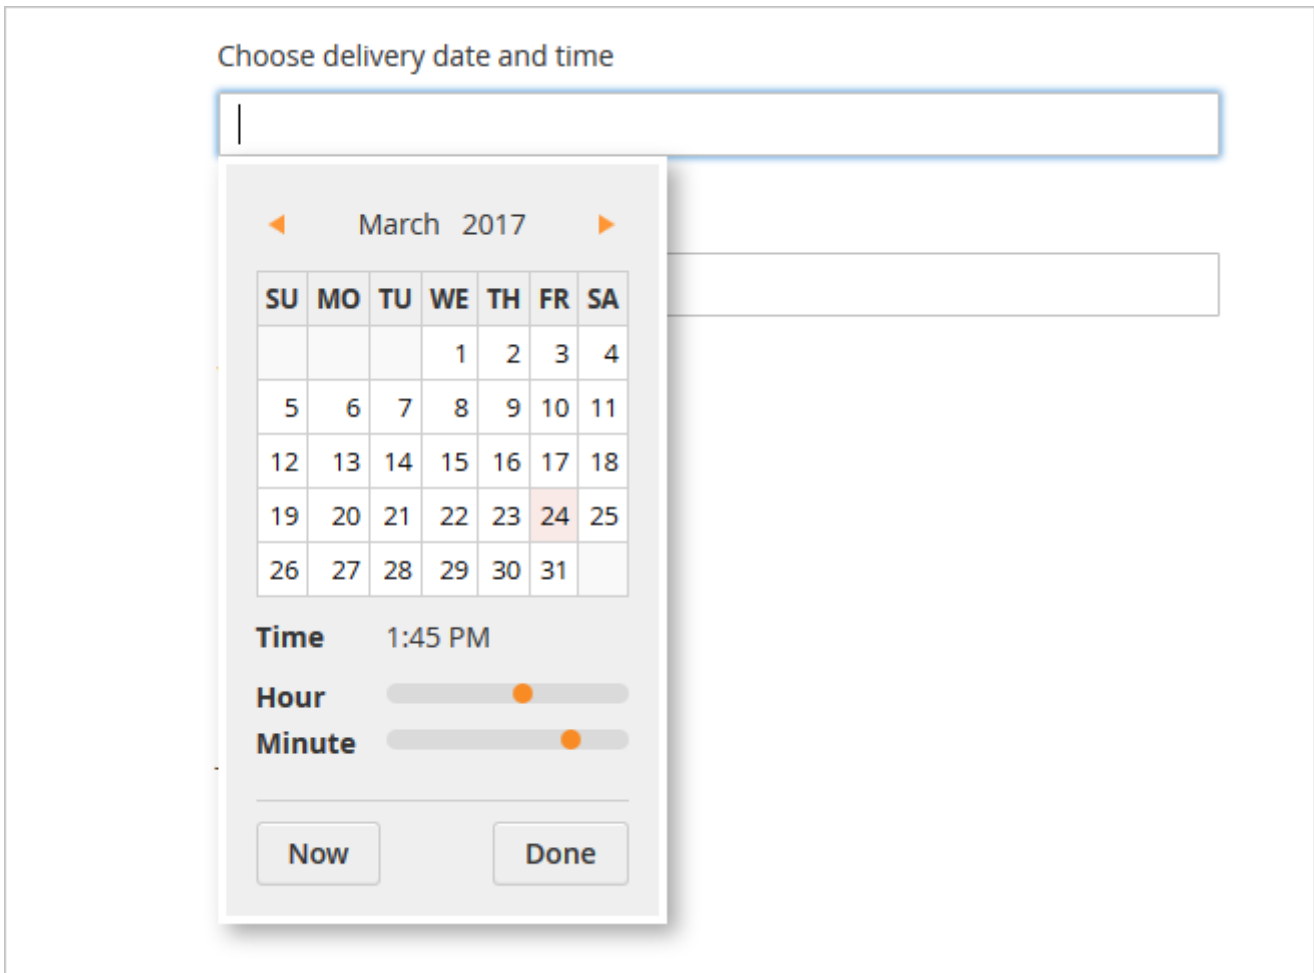 Choose delivery date and time
March 2017
SU MO TU WE TH FR SA
1 2 3 4
5 6 7 8 9 10 11
12 13 14 15 16 17 18
19 20 21 22 23 24 25
26 27 28 29 30 31
Time 1:45 PM
Hour
Minute
Now Done